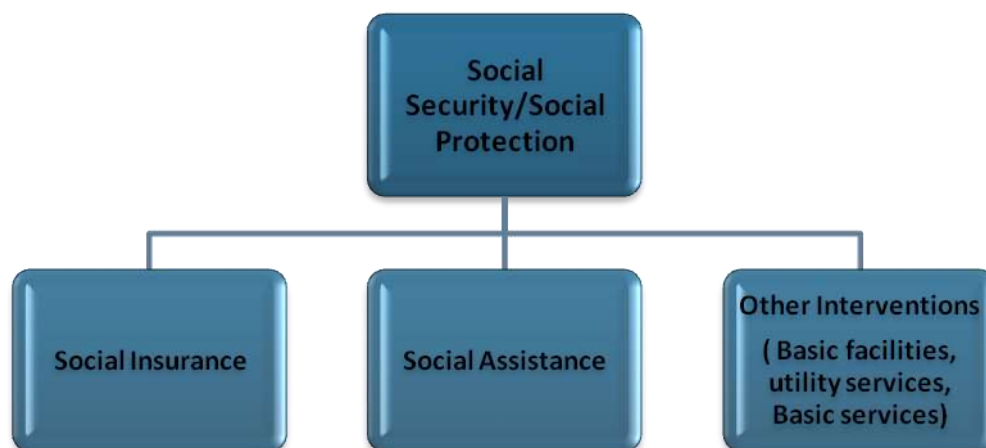 Social
Security/Social
Protection
Social Insurance
Social Assistance
Other Interventions
( Basic facilities,
utility services,
Basic services)